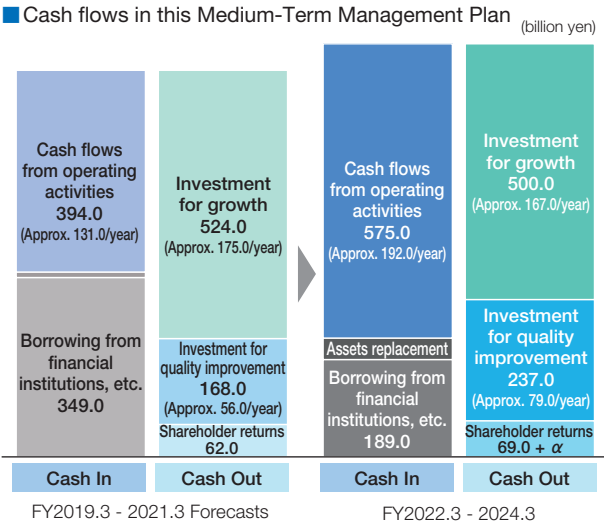 Cash flows in this Medium-Term Management Plan
(billion yen)
Cash flows
from operating
activities
394.0
(Approx. 131.0/year)
Borrowing from
financial
institutions, etc.
349.0
Investment
for growth
524.0
(Approx. 175.0/year)
Investment for
quality improvement
168.0
(Approx. 56.0/year)
Shareholder returns
62.0
Cash flows
from operating
activities
575.0
(Approx. 192.0/year)
Assets replacement
Borrowing from
financial
institutions, etc.
189.0
Investment
for growth
500.0
(Approx. 167.0/year)
Investment
for quality
improvement
237.0
(Approx. 79.0/year)
Shareholder returns
69.0 + α
Cash In
Cash Out
Cash In
Cash Out
FY2019.3 - 2021.3 Forecasts
FY2022.3 - 2024.3